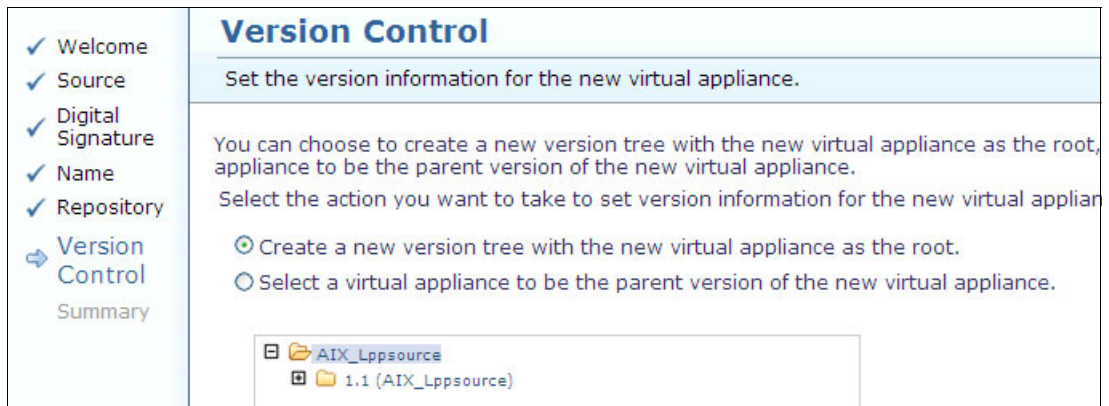 Welcome
Source
Digital
Signature
Name
Repository
Version
Control
Summary
Version Control
Set the version information for the new virtual appliance.
You can choose to create a new version tree with the new virtual appliance as the root,
appliance to be the parent version of the new virtual appliance.
Select the action you want to take to set version information for the new virtual applian
Create a new version tree with the new virtual appliance as the root.
Select a virtual appliance to be the parent version of the new virtual appliance.
AIX_Lppsource
1.1 (AIX_Lppsource)